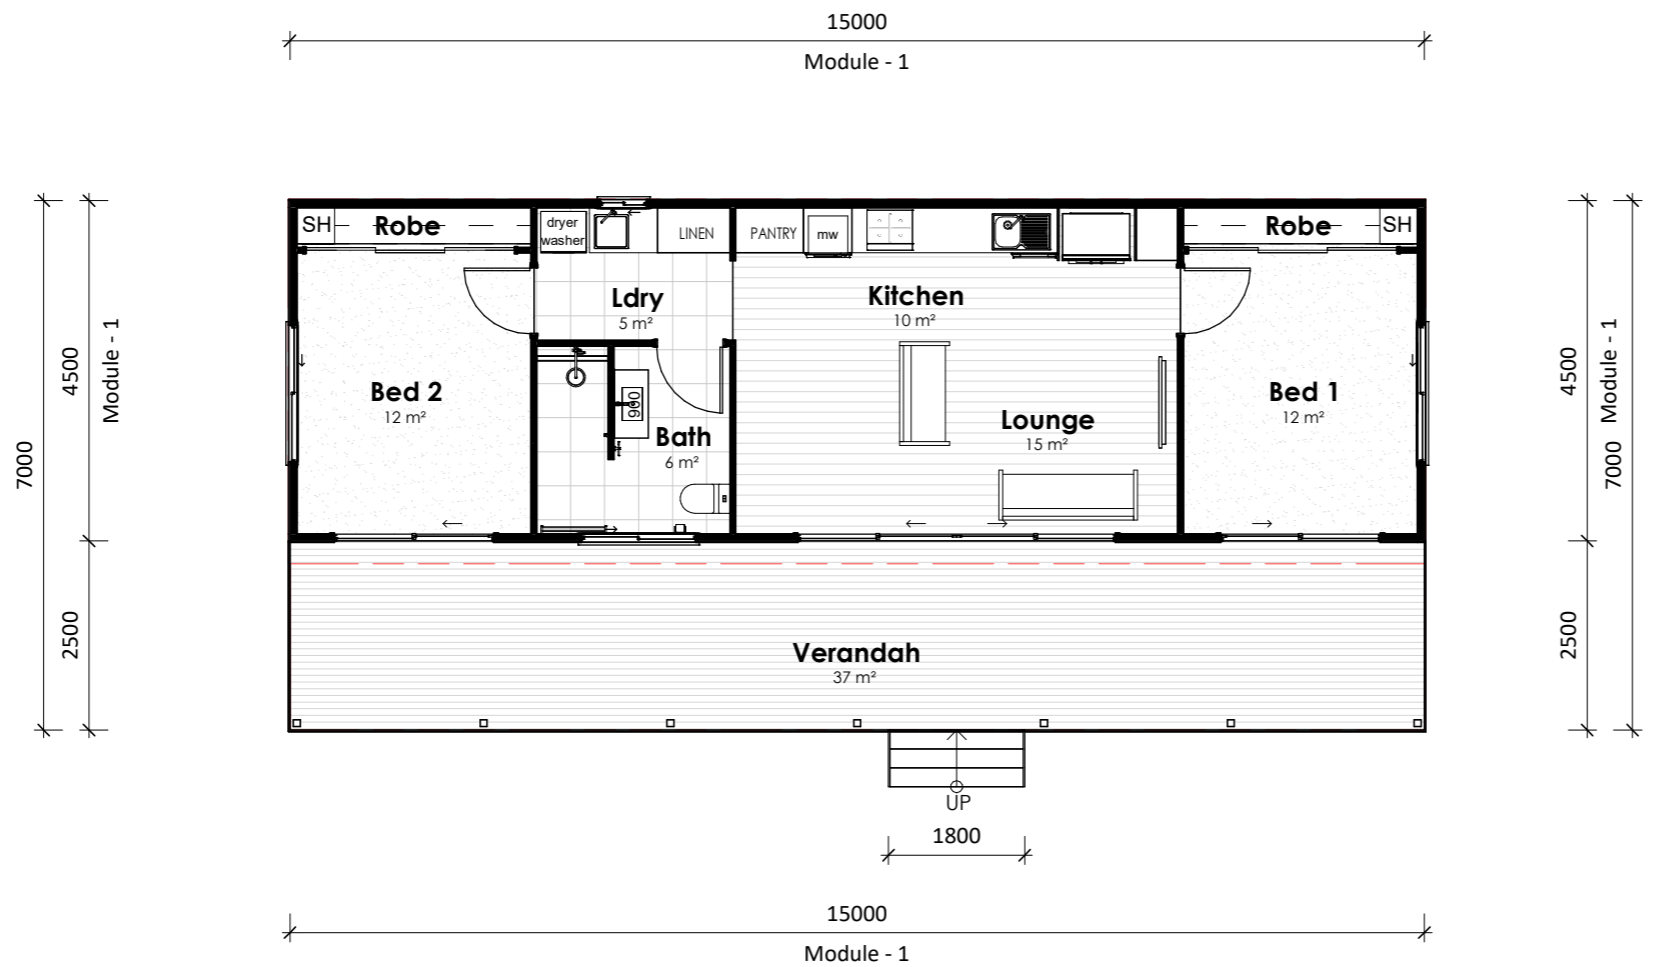 15000
Module - 1
SH
Robe
dryer
washer
LINEN
PANTRY
mw
Robe
SH
Ldry
5 m²
Kitchen
10 m²
4500
Module - 1
7000
Bed 2
12 m²
900
Bath
6 m²
Lounge
15 m²
Bed 1
12 m²
4500
Module - 1
7000
2500
Verandah
37 m²
2500
UP
1800
15000
Module - 1